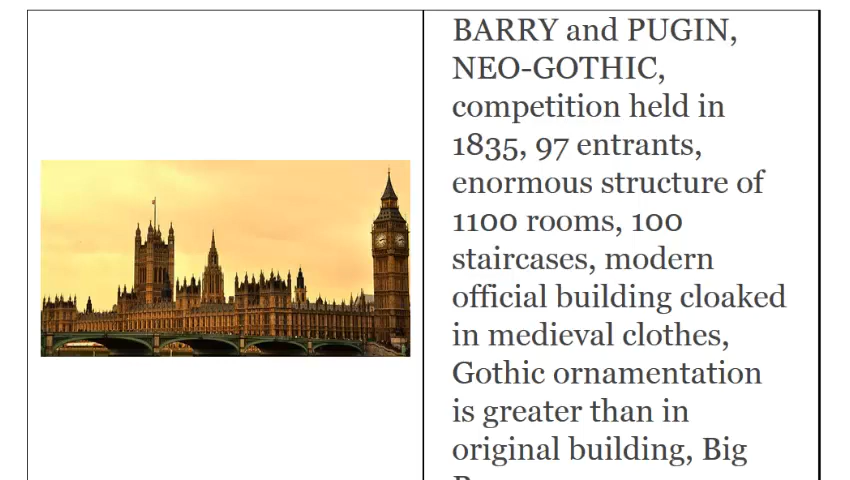 BARRY and PUGIN,
NEO-GOTHIC,
competition held in
1835, 97 entrants,
enormous structure of
1100 rooms, 100
staircases, modern
official building cloaked
in medieval clothes,
Gothic ornamentation
is greater than in
original building, Big